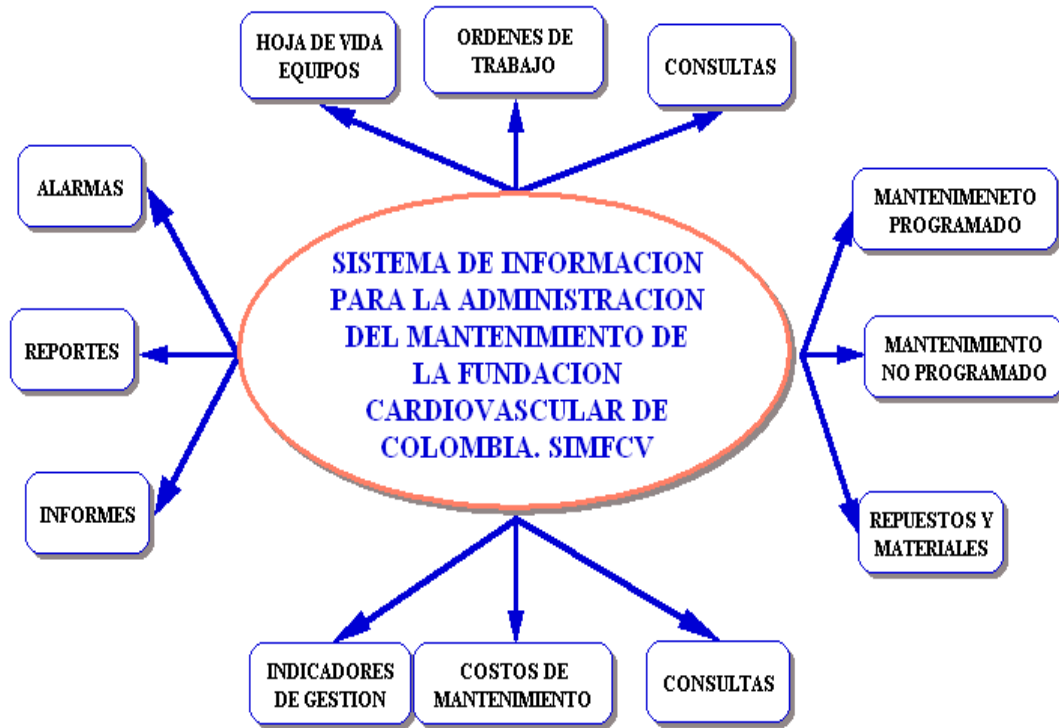 HOJA DE VIDA
EQUIPOS
ORDENES DE
TRABAJO
CONSULTAS
ALARMAS
REPORTES
INFORMES
SISTEMA DE INFORMACION
PARA LA ADMINISTRACION
DEL MANTENIMIENTO DE
LA FUNDACION
CARDIOVASCULAR DE
COLOMBIA. SIMFCV
MANTENIMENETO
PROGRAMADO
MANTENIMIENTO
NO PROGRAMADO
REPUESTOS Y
MATERIALES
INDICADORES
DE GESTION
COSTOS DE
MANTENIMIENTO
CONSULTAS